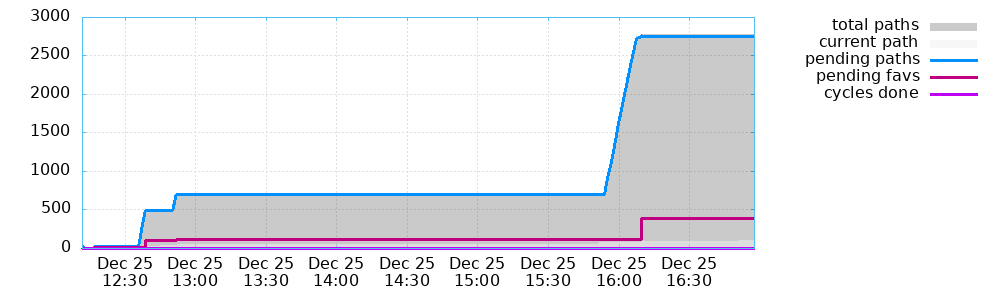 3000
2500
2000
1500
1000
500
0
Dec 25 Dec 25 Dec 25 Dec 25 Dec 25 Dec 25 Dec 25 Dec 25 Dec 25
12:30 13:00 13:30 14:00 14:30 15:00 15:30 16:00 16:30
total paths
current path
pending paths
pending favs
cycles done